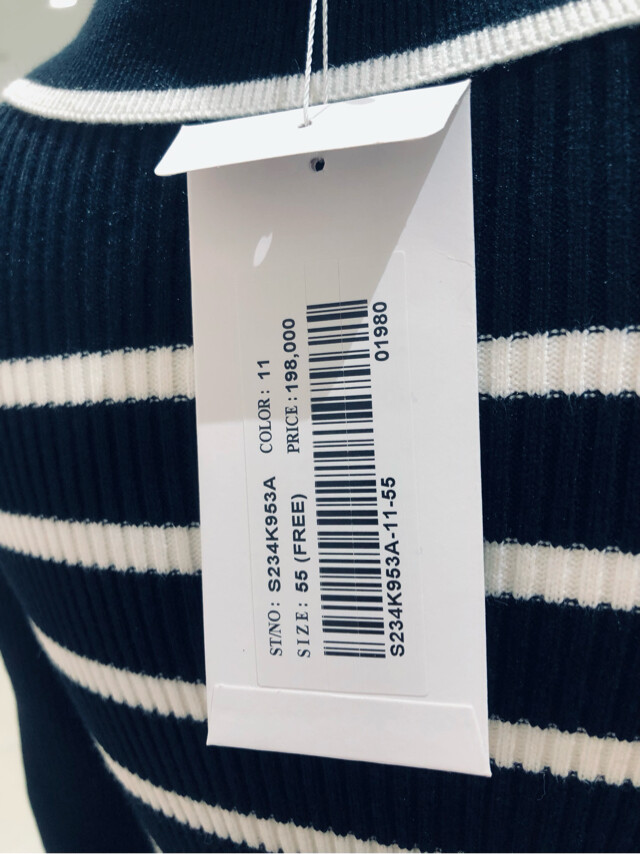 ST/NO : S234K953A COLOR : 11
SIZE : 55 (FREE) PRICE : 198,000
S234K953A-11-55 01980